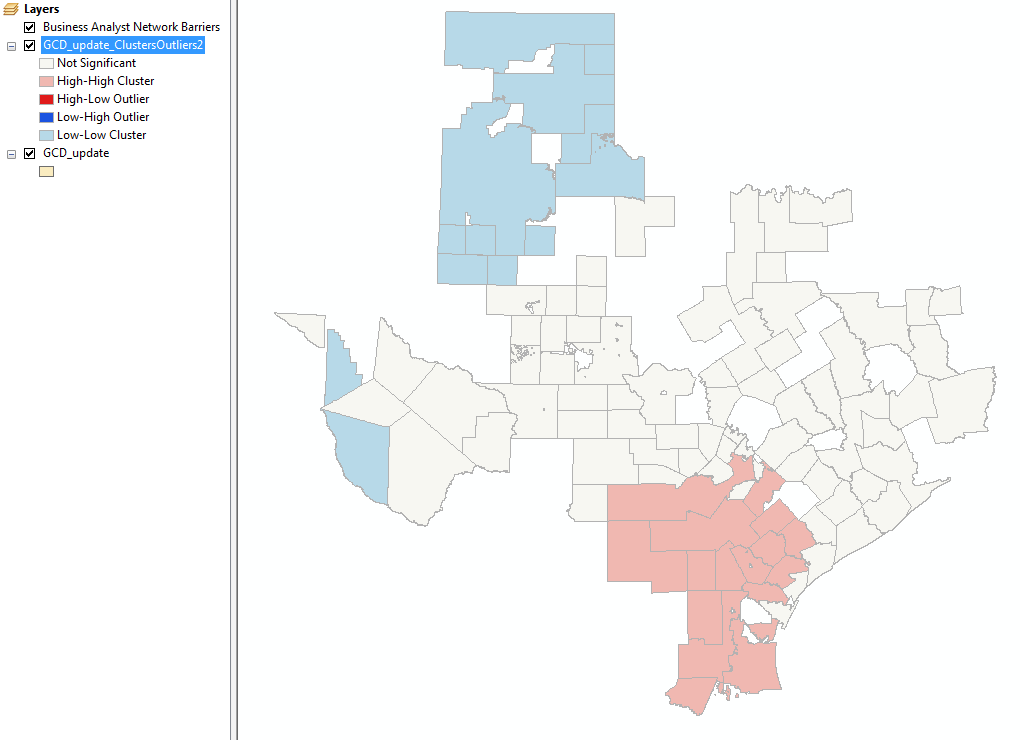 Layers
Business Analyst Network Barriers
GCD_update_ClustersOutliers2
Not Significant
High-High Cluster
High-Low Outlier
Low-High Outlier
Low-Low Cluster
GCD_update